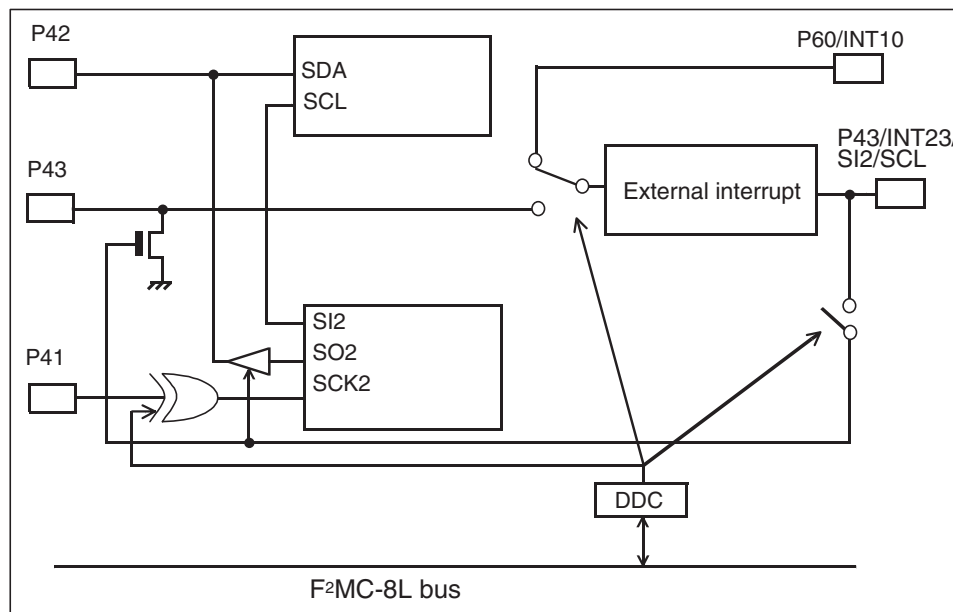 P42
P60/INT10
SDA
SCL
P43/INT23/
SI2/SCL
P43
External interrupt
SI2
SO2
SCK2
P41
DDC
F2MC-8L bus